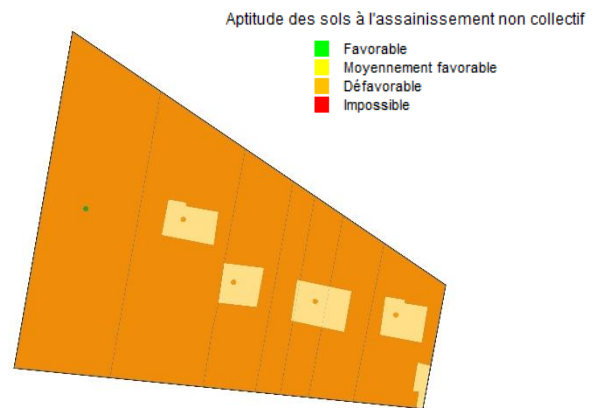 Aptitude des sols à l'assainissement non collectif
Favorable
Moyennement favorable
Défavorable
Impossible